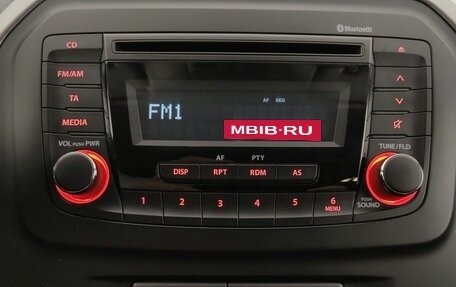 Bluetooth
CD
FM/AM
TA
MEDIA
VOL PUSH PWR
FM1
AF REG
MBIB-RU
AF PTY
DISP RPT RDM AS
1 2 3 4 5 6
MENU
TUNE/FLD
PUSH
SOUND